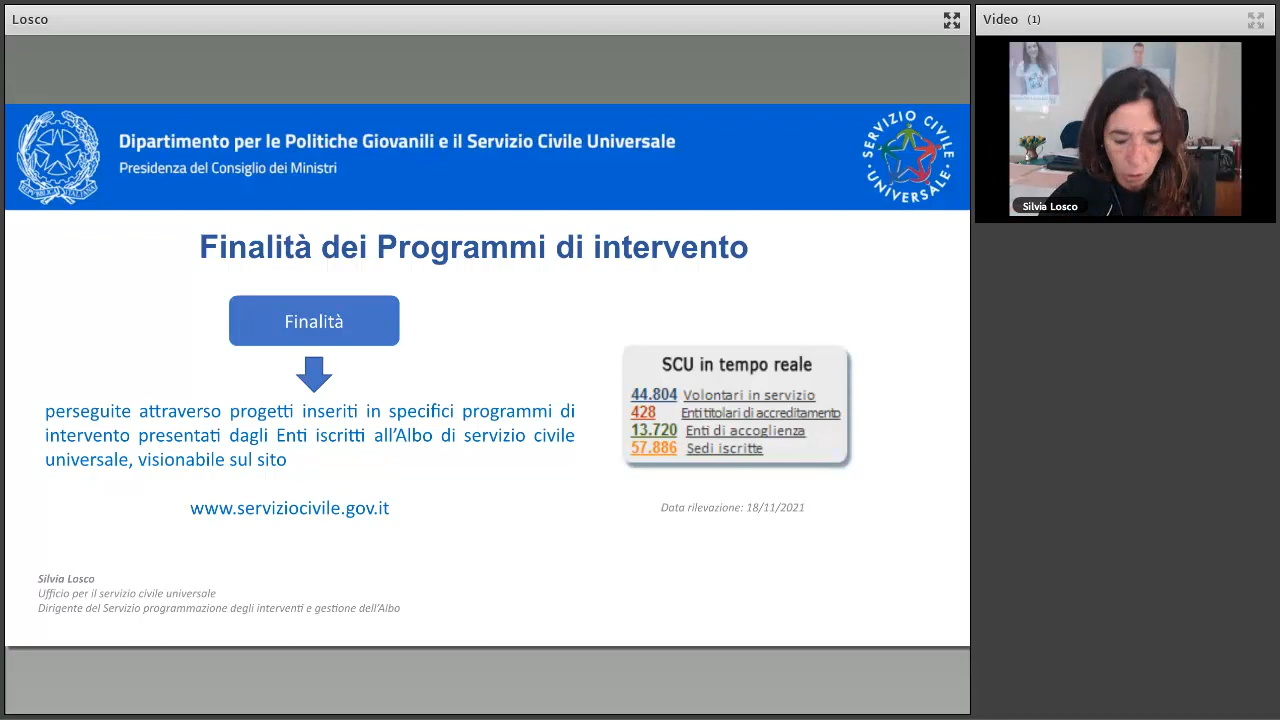 Losco
Video (1)
Dipartimento per le Politiche Giovanili e il Servizio Civile Universale
Presidenza del Consiglio dei Ministri
SERVIZIO CIVILE UNIVERSALE
Silvia Losco
Finalità dei Programmi di intervento
Finalità
perseguite attraverso progetti inseriti in specifici programmi di
intervento presentati dagli Enti iscritti all'Albo di servizio civile
universale, visionabile sul sito
www.serviziocivile.gov.it
SCU in tempo reale
44.804 Volontari in servizio
428 Enti titolari di accreditamento
13.720 Enti di accoglienza
57.886 Sedi iscritte
Data rilevazione: 18/11/2021
Silvia Losco
Ufficio per il servizio civile universale
Dirigente del Servizio programmazione degli interventi e gestione dell'Albo